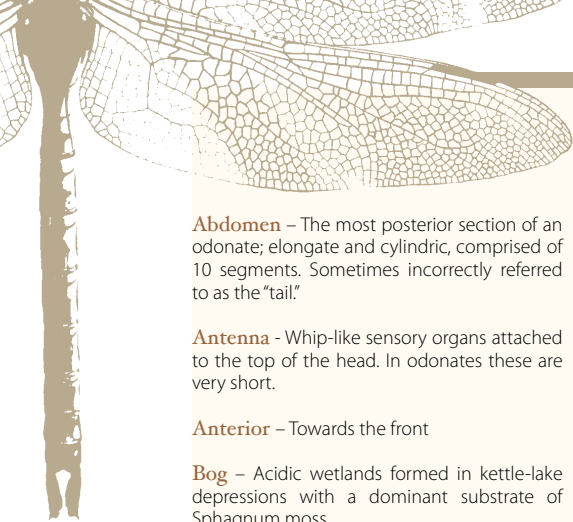 Abdomen – The most posterior section of an
odonate; elongate and cylindric, comprised of
10 segments. Sometimes incorrectly referred
to as the “tail.”
Antenna - Whip-like sensory organs attached
to the top of the head. In odonates these are
very short.
Anterior – Towards the front
Bog – Acidic wetlands formed in kettle-lake
depressions with a dominant substrate of
Sphagnum moss